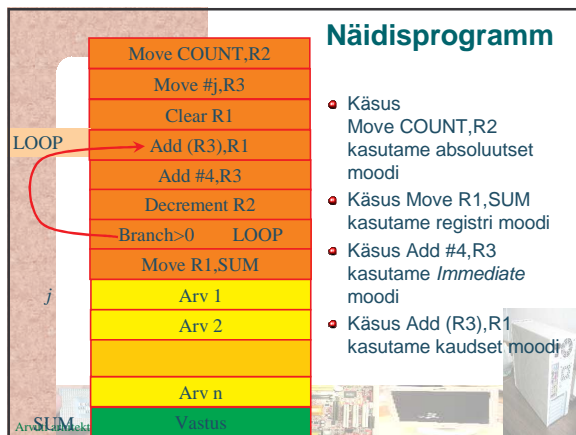 Näidisprogramm
Move COUNT,R2
Move #j,R3
Clear R1
LOOP
Add (R3),R1
Add #4,R3
Decrement R2
Branch>0 LOOP
Move R1,SUM
j
Arv 1
Arv 2
Arv n
SUM
Vastus
Käsus
Move COUNT,R2
kasutame absoluutset
moodi
Käsus Move R1,SUM
kasutame registri moodi
Käsus Add #4,R3
kasutame Immediate
moodi
Käsus Add (R3),R1
kasutame kaudset moodi